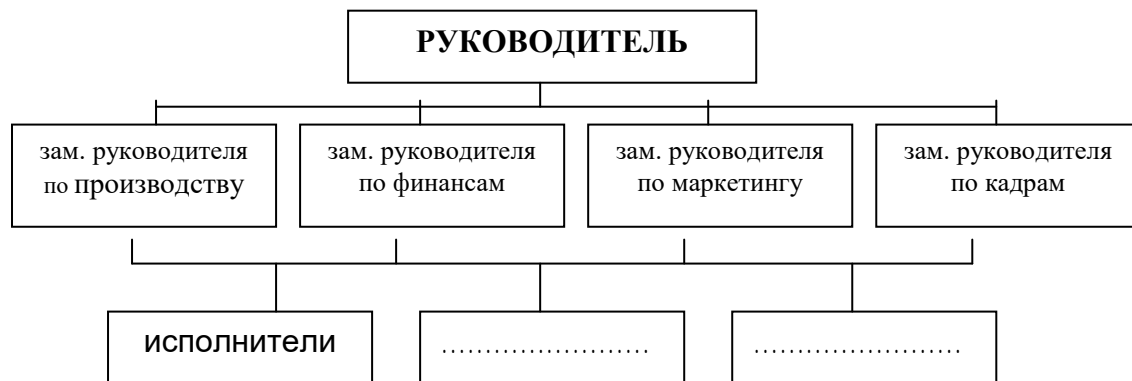 РУКОВОДИТЕЛЬ
зам. руководителя
по производству
зам. руководителя
по финансам
зам. руководителя
по маркетингу
зам. руководителя
по кадрам
исполнители
........................
........................